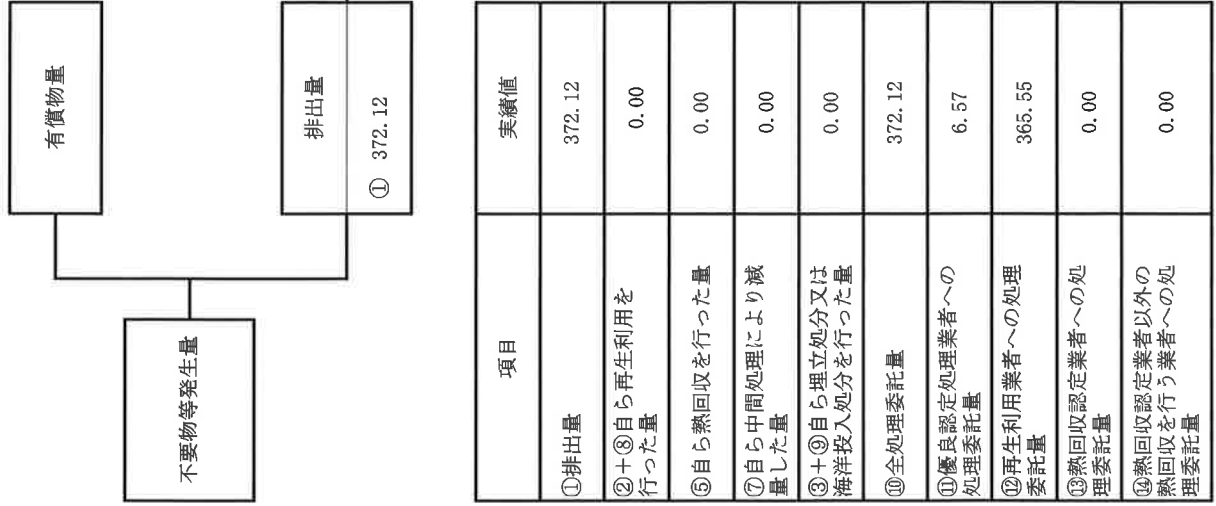 不要物等発生量
有償物量
排出量
① 372.12
項目
実績値
①排出量
372.12
②＋⑧自ら再生利用を
行った量
0.00
⑤自ら熱回収を行った量
0.00
⑦自ら中間処理により減
量した量
0.00
③＋⑨自ら埋立処分又は
海洋投入処分を行った量
0.00
⑩全処理委託量
372.12
⑪優良認定処理業者への
処理委託量
6.57
⑫再生利用業者への処理
委託量
365.55
⑬熱回収認定業者への処
理委託量
0.00
⑭熱回収認定業者以外の
熱回収を行う業者への処
理委託量
0.00